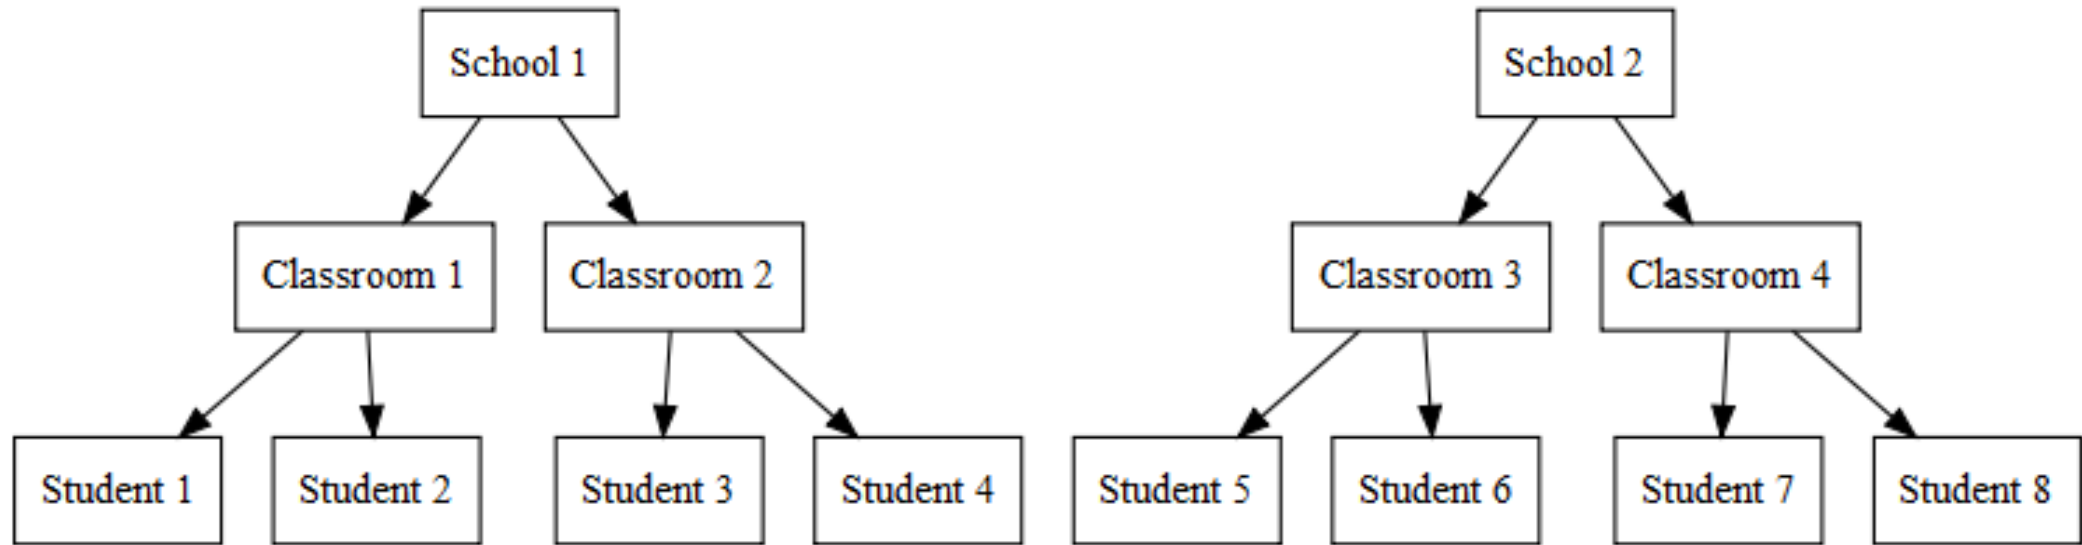 School 1
School 2
Classroom 1
Classroom 2
Classroom 3
Classroom 4
Student 1
Student 2
Student 3
Student 4
Student 5
Student 6
Student 7
Student 8